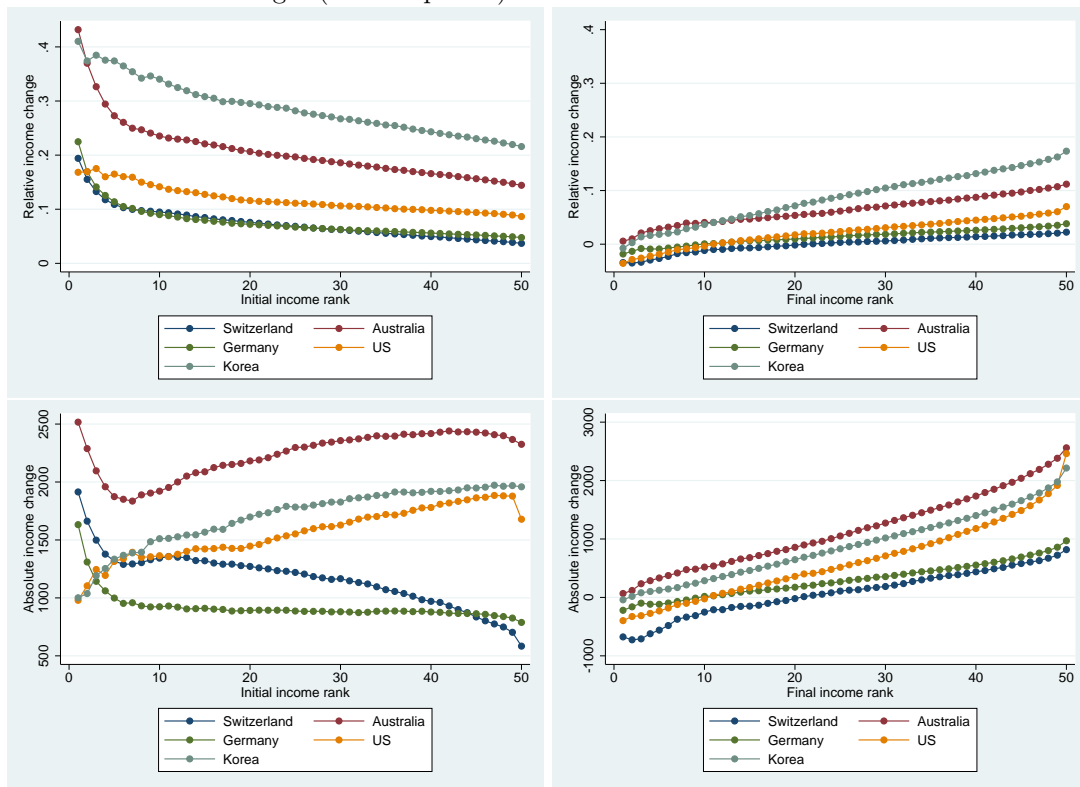 Relative income change
.4
.3
.2
.1
0
0 10 20 30 40 50
Initial income rank
Switzerland Australia
Germany US
Korea
Relative income change
.4
.3
.2
.1
0
0 10 20 30 40 50
Final income rank
Switzerland Australia
Germany US
Korea
Absolute income change
2500
2000
1500
1000
500
0 10 20 30 40 50
Initial income rank
Switzerland Australia
Germany US
Korea
Absolute income change
3000
2000
1000
0
-1000
0 10 20 30 40 50
Final income rank
Switzerland Australia
Germany US
Korea